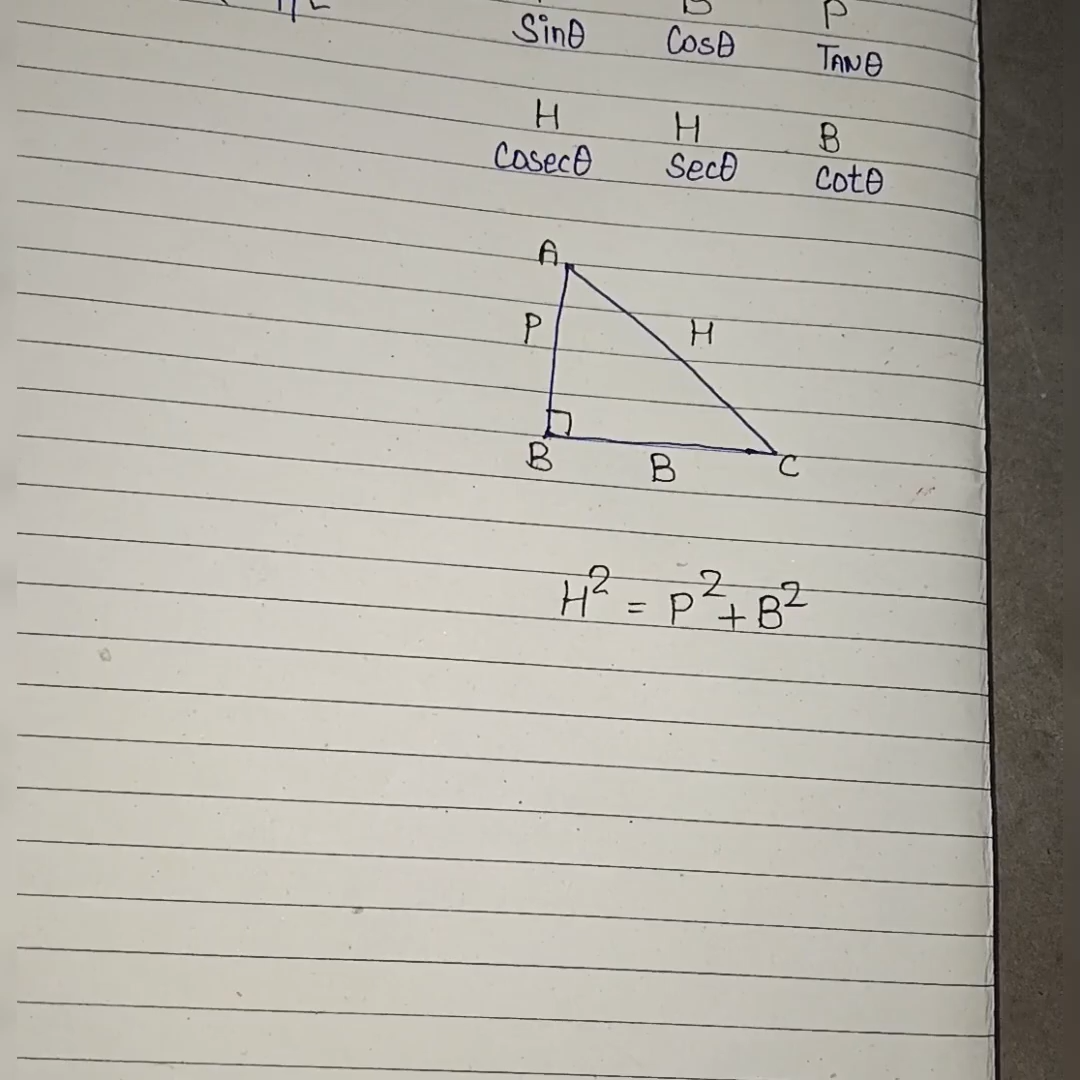 B P
Sinθ Cosθ TANθ
H H B
Cosecθ Secθ Cotθ
A
P H
B B C
H² = P² + B²